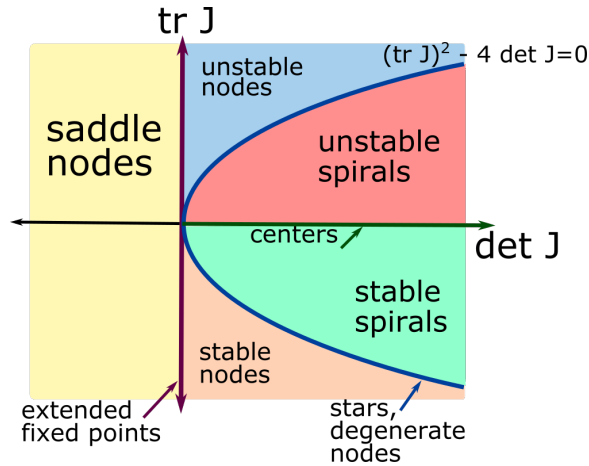 tr J
(tr J)² - 4 det J=0
unstable
nodes
saddle
nodes
unstable
spirals
centers
det J
stable
spirals
stable
nodes
extended
fixed points
stars,
degenerate
nodes